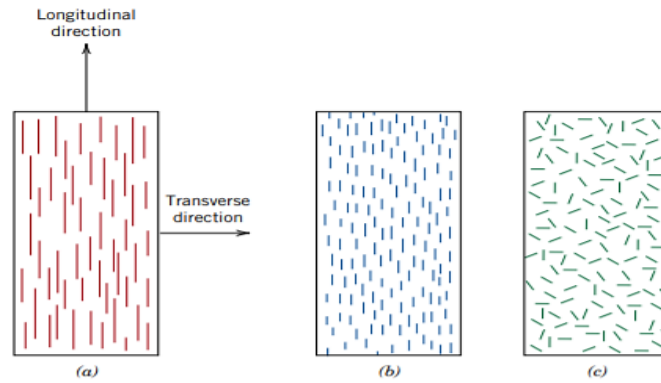 Longitudinal
direction
Transverse
direction
(a)
(b)
(c)